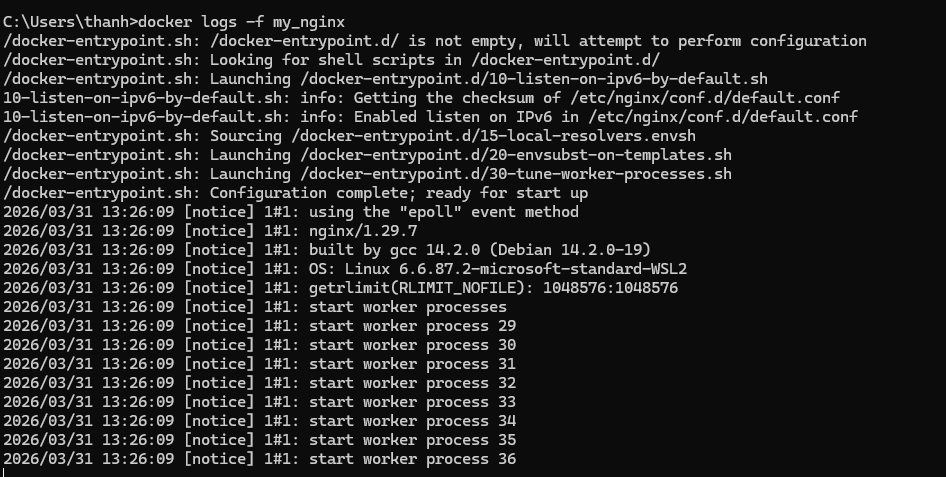 C:\Users\thanh>docker logs -f my_nginx
/docker-entrypoint.sh: /docker-entrypoint.d/ is not empty, will attempt to perform configuration
/docker-entrypoint.sh: Looking for shell scripts in /docker-entrypoint.d/
/docker-entrypoint.sh: Launching /docker-entrypoint.d/10-listen-on-ipv6-by-default.sh
10-listen-on-ipv6-by-default.sh: info: Getting the checksum of /etc/nginx/conf.d/default.conf
10-listen-on-ipv6-by-default.sh: info: Enabled listen on IPv6 in /etc/nginx/conf.d/default.conf
/docker-entrypoint.sh: Sourcing /docker-entrypoint.d/15-local-resolvers.envsh
/docker-entrypoint.sh: Launching /docker-entrypoint.d/20-envsubst-on-templates.sh
/docker-entrypoint.sh: Launching /docker-entrypoint.d/30-tune-worker-processes.sh
/docker-entrypoint.sh: Configuration complete; ready for start up
2026/03/31 13:26:09 [notice] 1#1: using the "epoll" event method
2026/03/31 13:26:09 [notice] 1#1: nginx/1.29.7
2026/03/31 13:26:09 [notice] 1#1: built by gcc 14.2.0 (Debian 14.2.0-19)
2026/03/31 13:26:09 [notice] 1#1: OS: Linux 6.6.87.2-microsoft-standard-WSL2
2026/03/31 13:26:09 [notice] 1#1: getrlimit(RLIMIT_NOFILE): 1048576:1048576
2026/03/31 13:26:09 [notice] 1#1: start worker processes
2026/03/31 13:26:09 [notice] 1#1: start worker process 29
2026/03/31 13:26:09 [notice] 1#1: start worker process 30
2026/03/31 13:26:09 [notice] 1#1: start worker process 31
2026/03/31 13:26:09 [notice] 1#1: start worker process 32
2026/03/31 13:26:09 [notice] 1#1: start worker process 33
2026/03/31 13:26:09 [notice] 1#1: start worker process 34
2026/03/31 13:26:09 [notice] 1#1: start worker process 35
2026/03/31 13:26:09 [notice] 1#1: start worker process 36